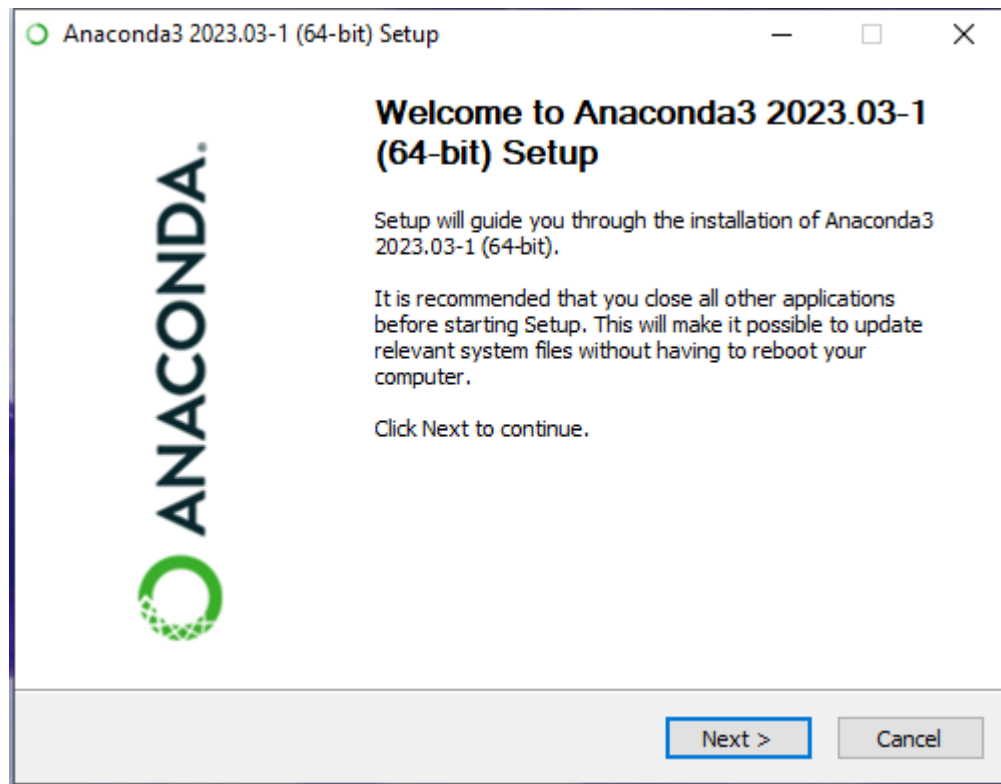 Anaconda3 2023.03-1 (64-bit) Setup
Welcome to Anaconda3 2023.03-1
(64-bit) Setup
Setup will guide you through the installation of Anaconda3
2023.03-1 (64-bit).
It is recommended that you close all other applications
before starting Setup. This will make it possible to update
relevant system files without having to reboot your
computer.
Click Next to continue.
ANACONDA.
Next >
Cancel